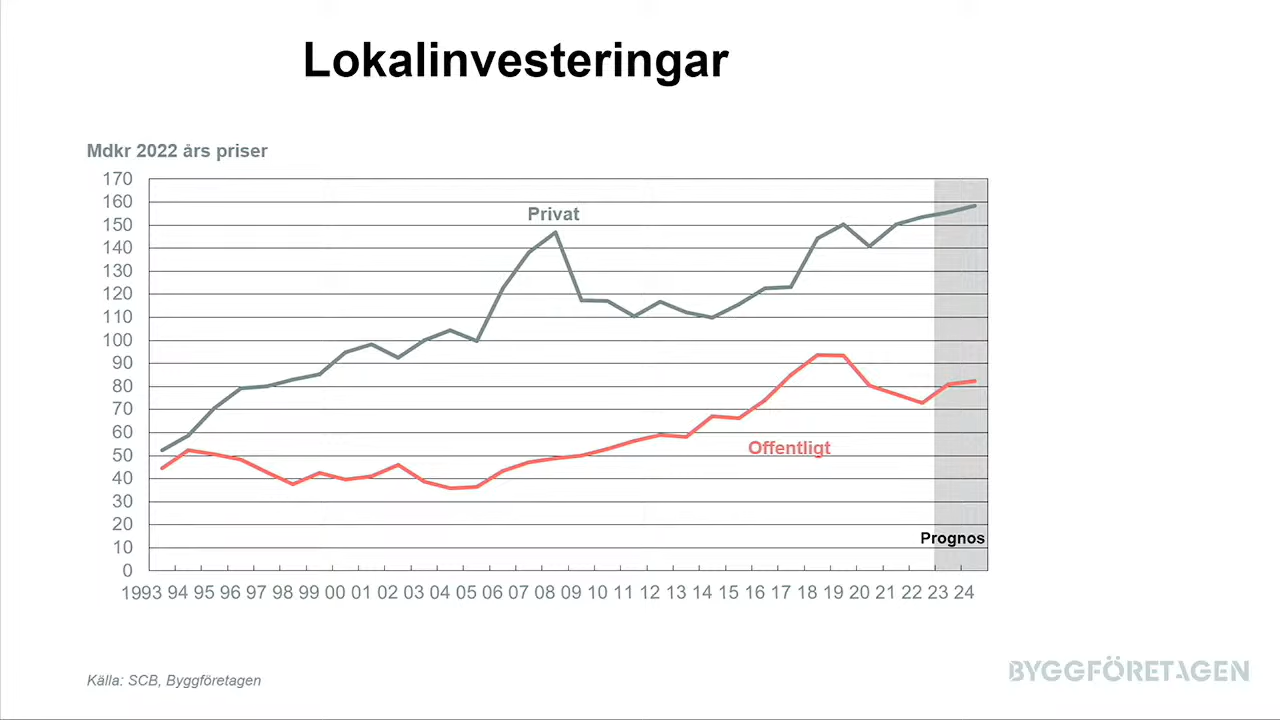 Lokalinvesteringar
Mdkr 2022 års priser
170
160
150
140
130
120
110
100
90
80
70
60
50
40
30
20
10
0
Privat
Offentligt
Prognos
1993 94 95 96 97 98 99 00 01 02 03 04 05 06 07 08 09 10 11 12 13 14 15 16 17 18 19 20 21 22 23 24
Källa: SCB, Byggföretagen
BYGGFÖRETAGEN